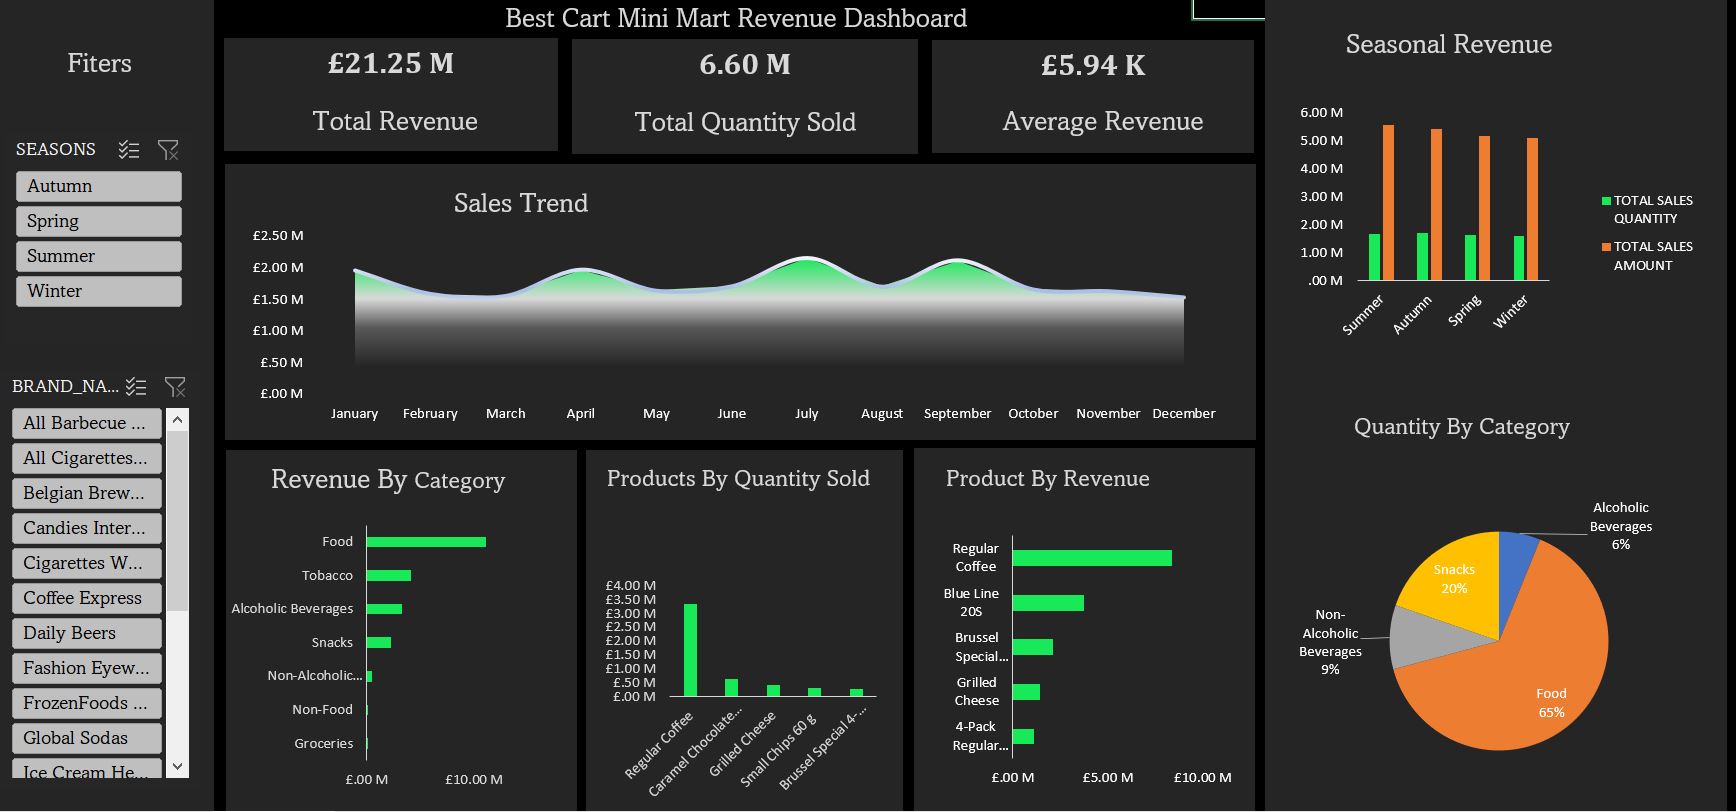 Best Cart Mini Mart Revenue Dashboard
Fiters
SEASONS
Autumn
Spring
Summer
Winter
BRAND_NA...
All Barbecue ...
All Cigarettes...
Belgian Brew...
Candies Inter...
Cigarettes W...
Coffee Express
Daily Beers
Fashion Eyew...
FrozenFoods ...
Global Sodas
Ice Cream He...
£21.25 M
Total Revenue
6.60 M
Total Quantity Sold
£5.94 K
Average Revenue
Sales Trend
£2.50 M
£2.00 M
£1.50 M
£1.00 M
£.50 M
£.00 M
January February March April May June July August September October November December
Revenue By Category
Food
Tobacco
Alcoholic Beverages
Snacks
Non-Alcoholic...
Non-Food
Groceries
£.00 M £10.00 M
Products By Quantity Sold
£4.00 M
£3.50 M
£3.00 M
£2.50 M
£2.00 M
£1.50 M
£1.00 M
£.50 M
£.00 M
Regular Coffee
Caramel Chocolate...
Grilled Cheese
Small Chips 60 g
Brussel Special 4-...
Product By Revenue
Regular
Coffee
Blue Line
20S
Brussel
Special...
Grilled
Cheese
4-Pack
Regular...
£.00 M £5.00 M £10.00 M
Seasonal Revenue
6.00 M
5.00 M
4.00 M
3.00 M
2.00 M
1.00 M
.00 M
Summer
Autumn
Spring
Winter
TOTAL SALES
QUANTITY
TOTAL SALES
AMOUNT
Quantity By Category
Alcoholic
Beverages
6%
Snacks
20%
Non-
Alcoholic
Beverages
9%
Food
65%